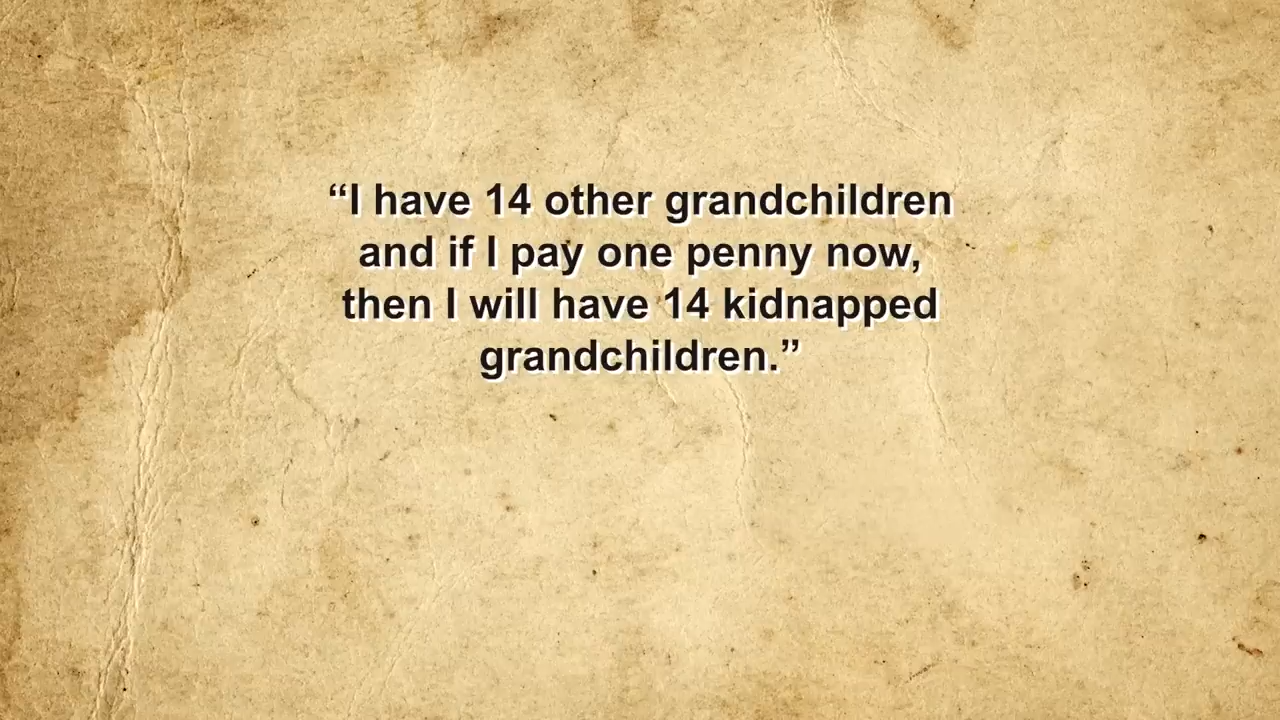 “I have 14 other grandchildren
and if I pay one penny now,
then I will have 14 kidnapped
grandchildren.”